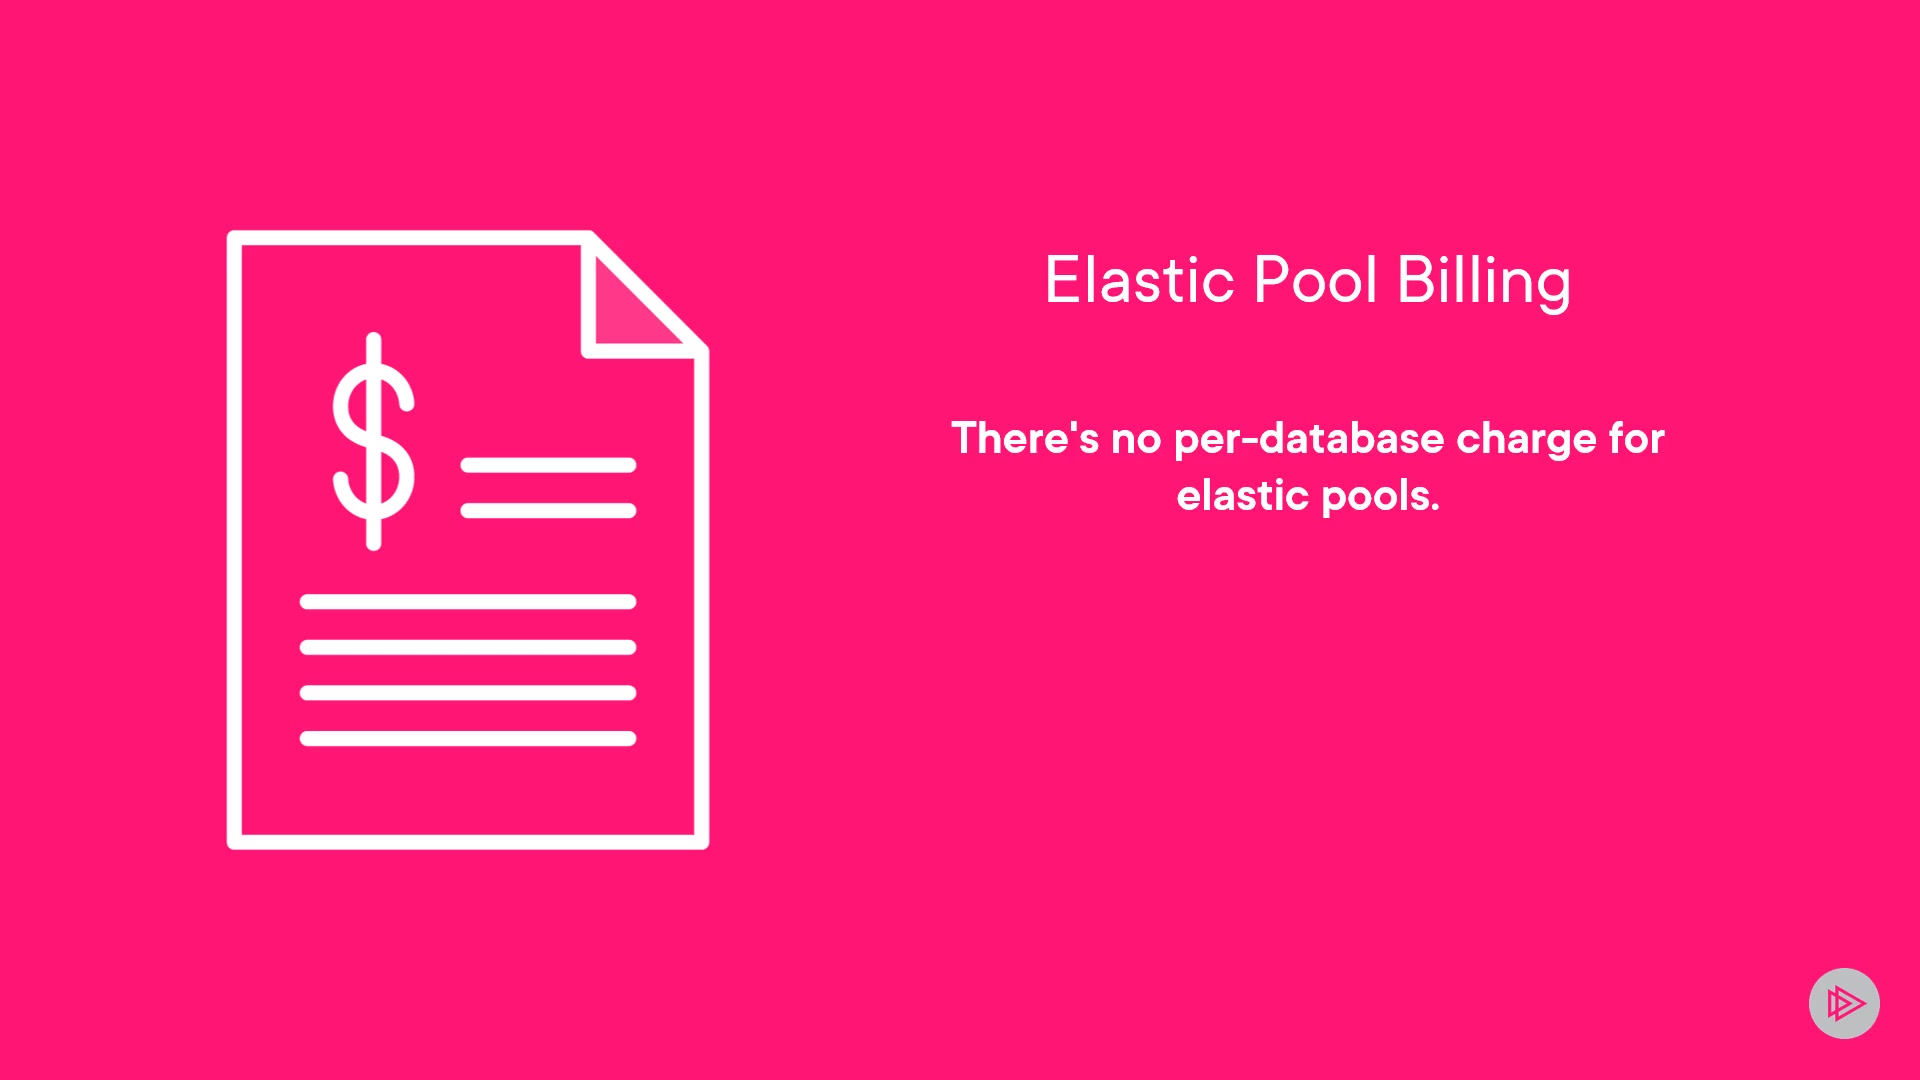 Elastic Pool Billing
There's no per-database charge for
elastic pools.